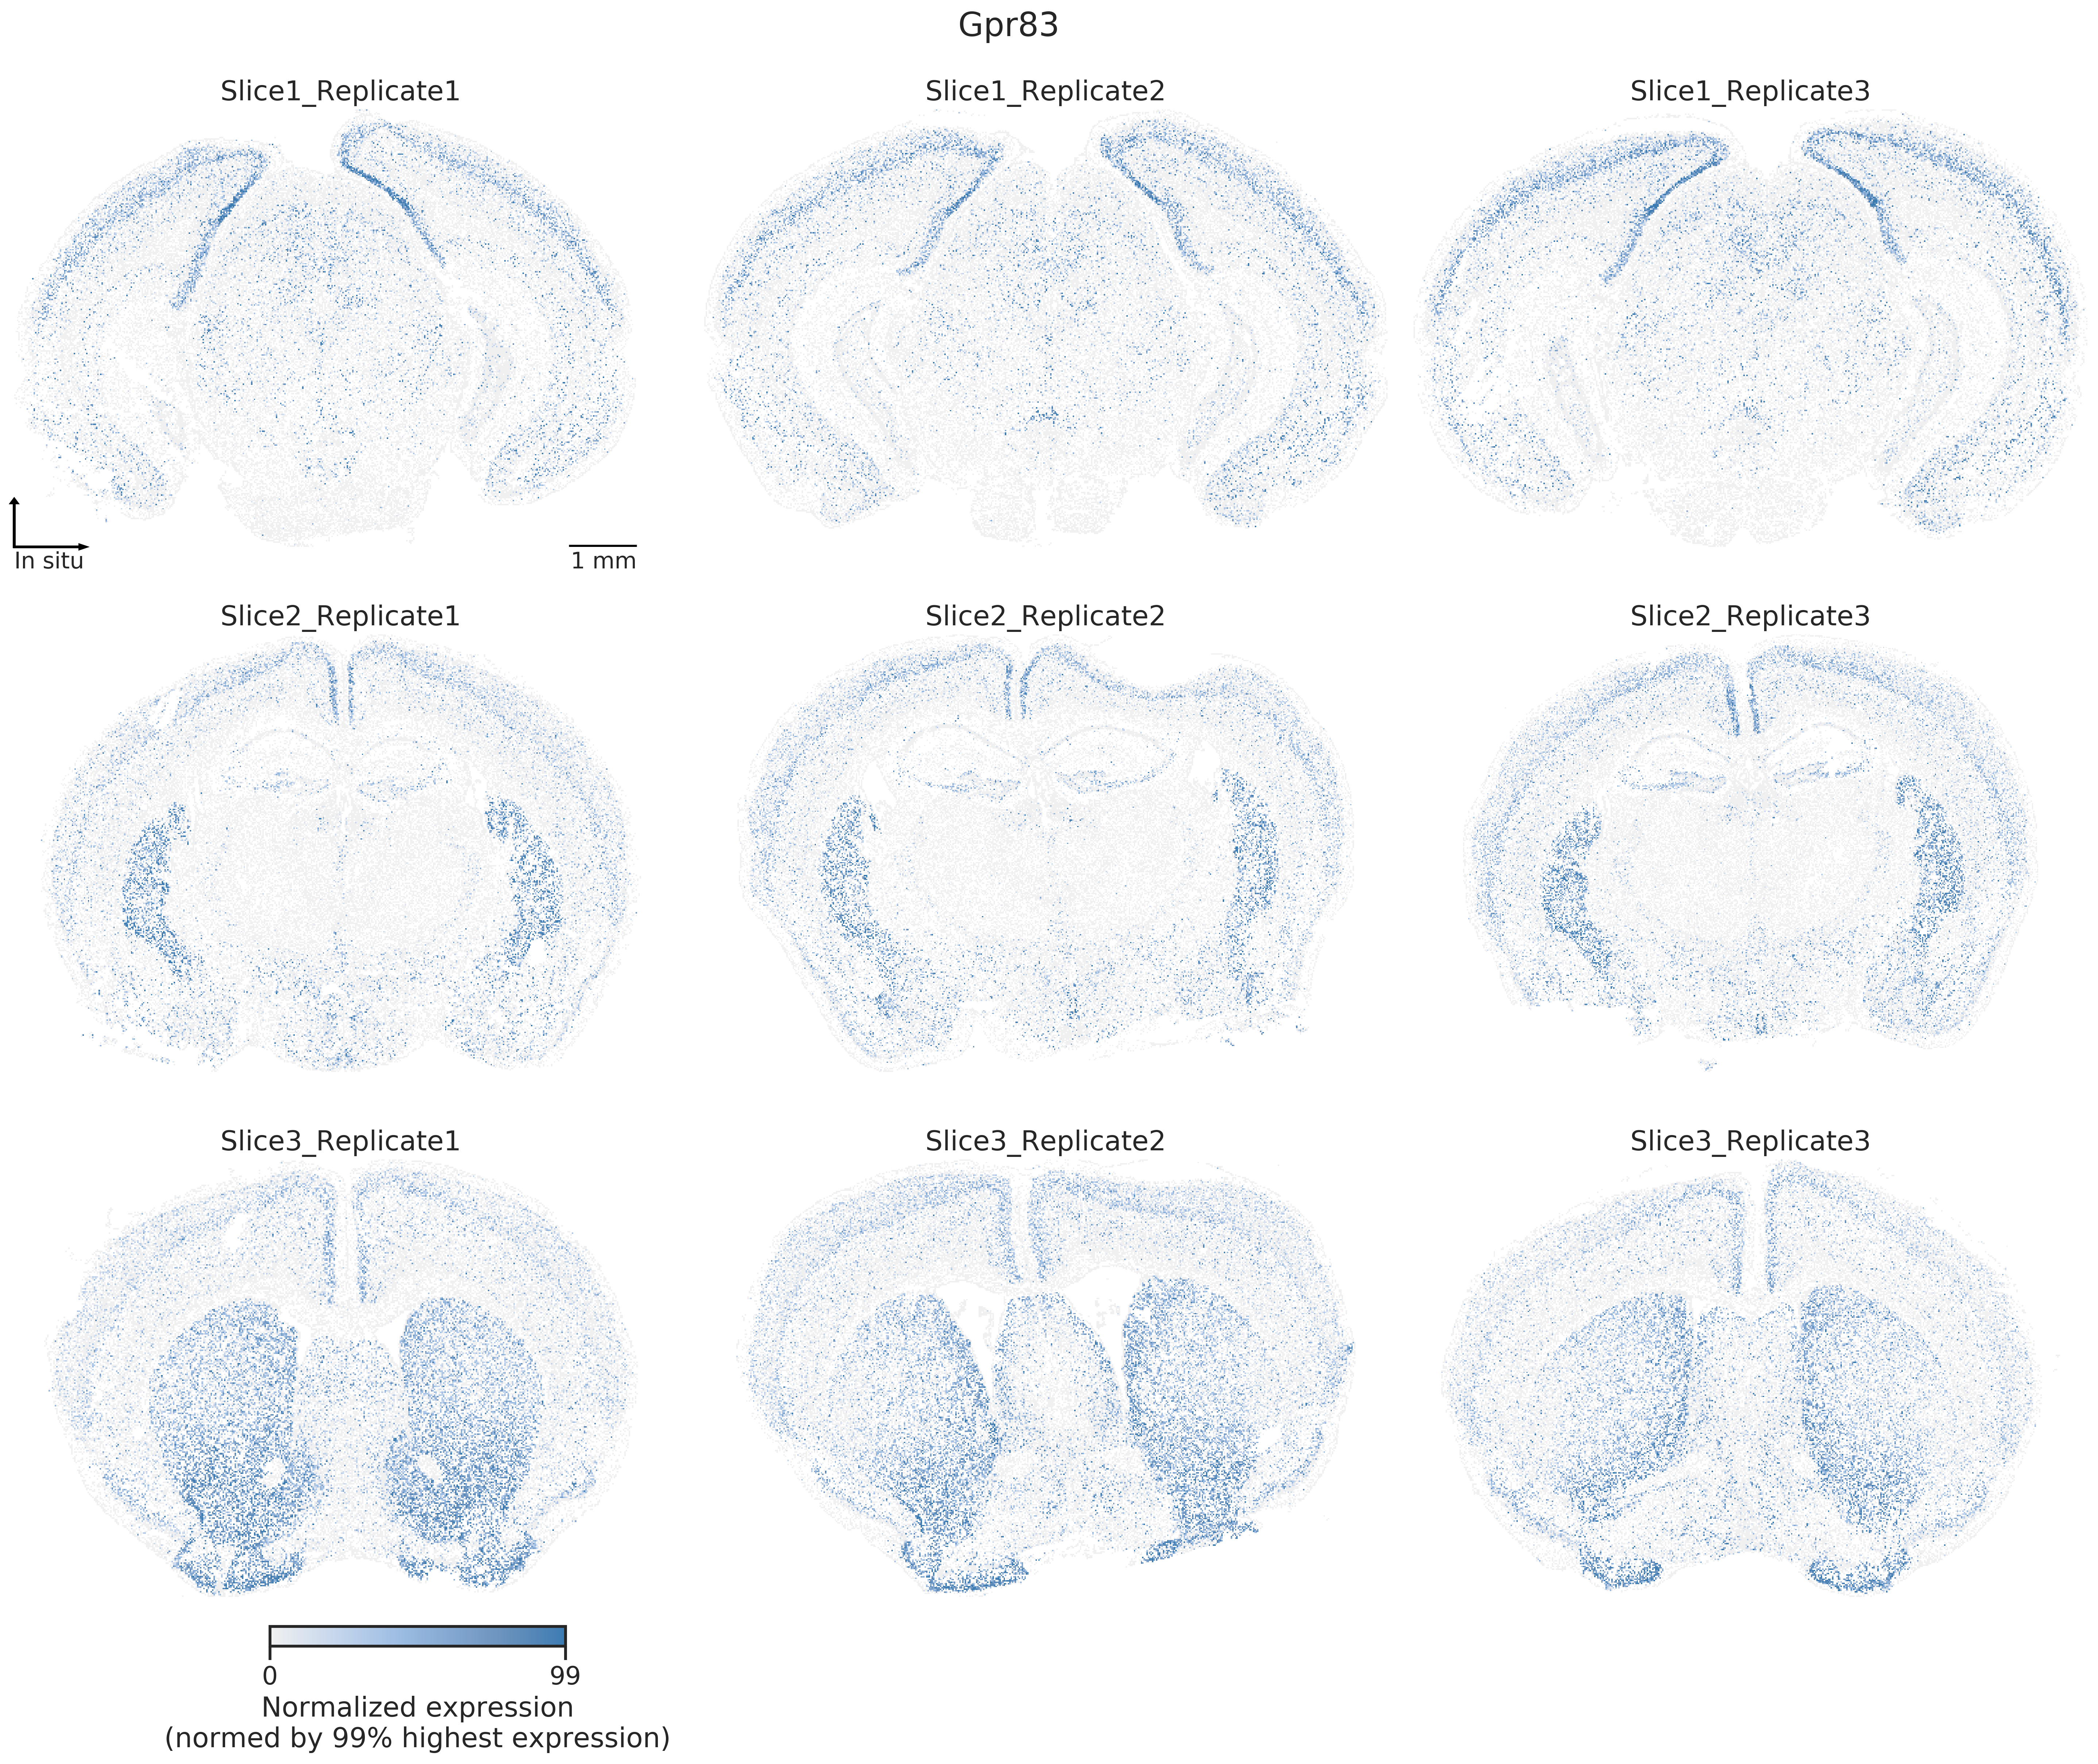 Gpr83
Slice1_Replicate1
Slice1_Replicate2
Slice1_Replicate3
In situ
1 mm
Slice2_Replicate1
Slice2_Replicate2
Slice2_Replicate3
Slice3_Replicate1
Slice3_Replicate2
Slice3_Replicate3
0
99
Normalized expression
(normed by 99% highest expression)